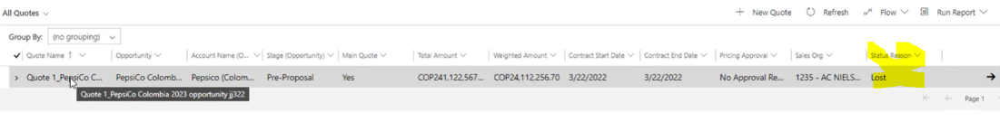 All Quotes
New Quote Refresh Flow Run Report
Group By: (no grouping)
Quote Name Opportunity Account Name (O... Stage (Opportunity) Main Quote Total Amount Weighted Amount Contract Start Date Contract End Date Pricing Approval Sales Org Status Reason
Quote 1_PepsiCo C... PepsiCo Colomb... Pepsico (Colom... Pre-Proposal Yes COP241,122,567... COP24,112,256.70 3/22/2022 3/22/2022 No Approval Re... 1235 - AC NIELS... Lost
Quote 1_PepsiCo Colombia 2023 opportunity jj322
Page 1